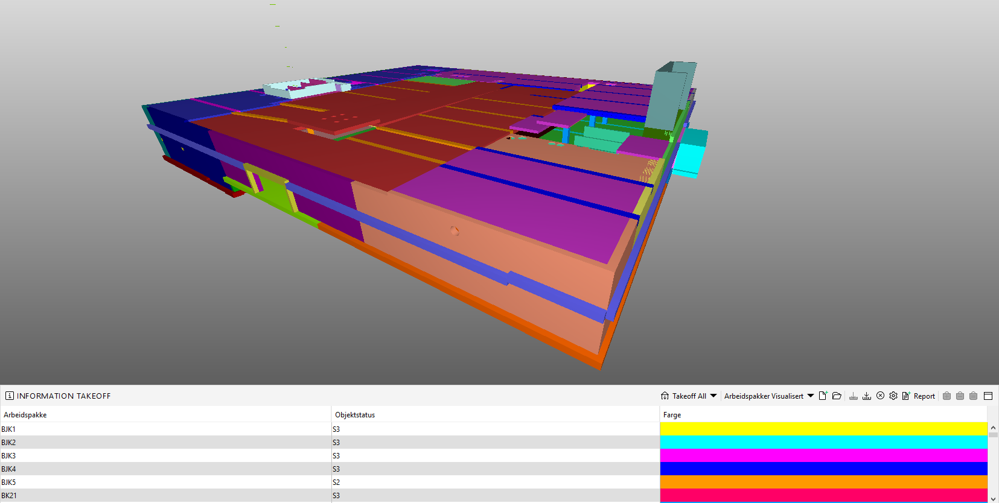 INFORMATION TAKEOFF
Takeoff All
Arbeidspakker Visualisert
Report
Arbeidspakke Objektstatus Farge
BJK1 S3
BJK2 S3
BJK3 S3
BJK4 S3
BJK5 S2
BK21 S3